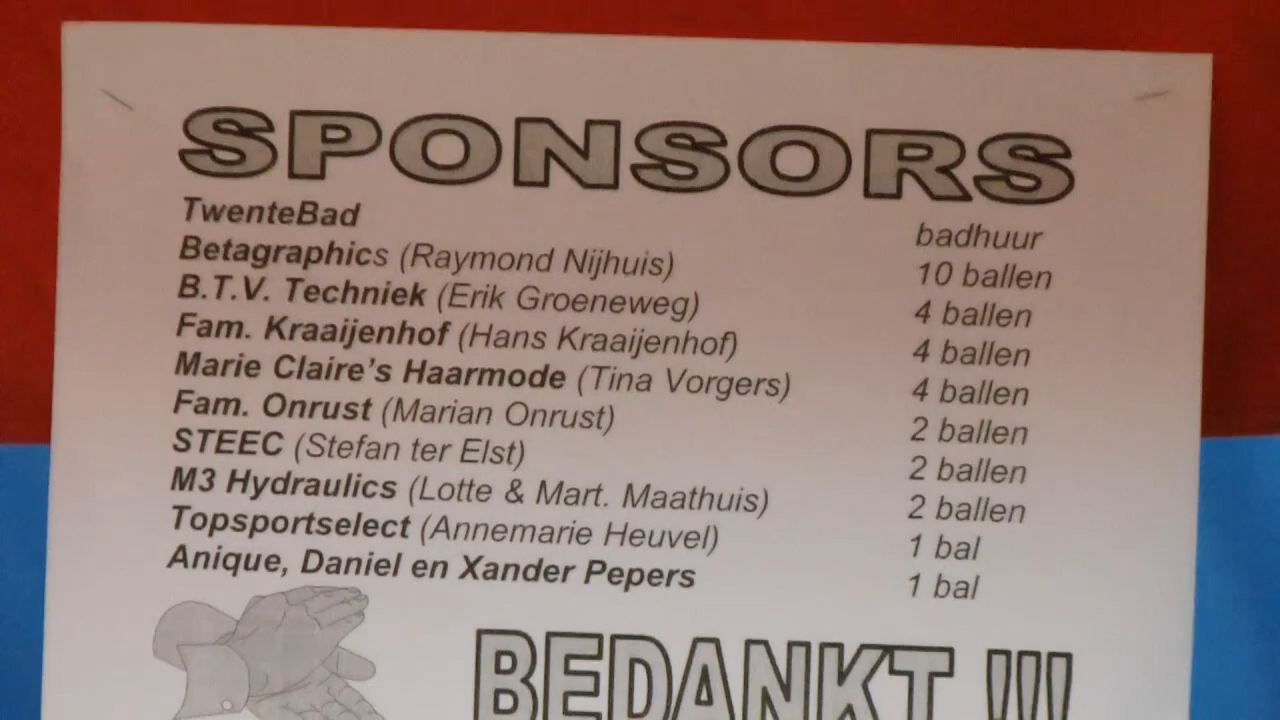 SPONSORS
TwenteBad badhuur
Betagraphics (Raymond Nijhuis) 10 ballen
B.T.V. Techniek (Erik Groeneweg) 4 ballen
Fam. Kraaijenhof (Hans Kraaijenhof) 4 ballen
Marie Claire's Haarmode (Tina Vorgers) 4 ballen
Fam. Onrust (Marian Onrust) 2 ballen
STEEC (Stefan ter Elst) 2 ballen
M3 Hydraulics (Lotte & Mart. Maathuis) 2 ballen
Topsportselect (Annemarie Heuvel) 1 bal
Anique, Daniel en Xander Pepers 1 bal
BEDANKT !!!